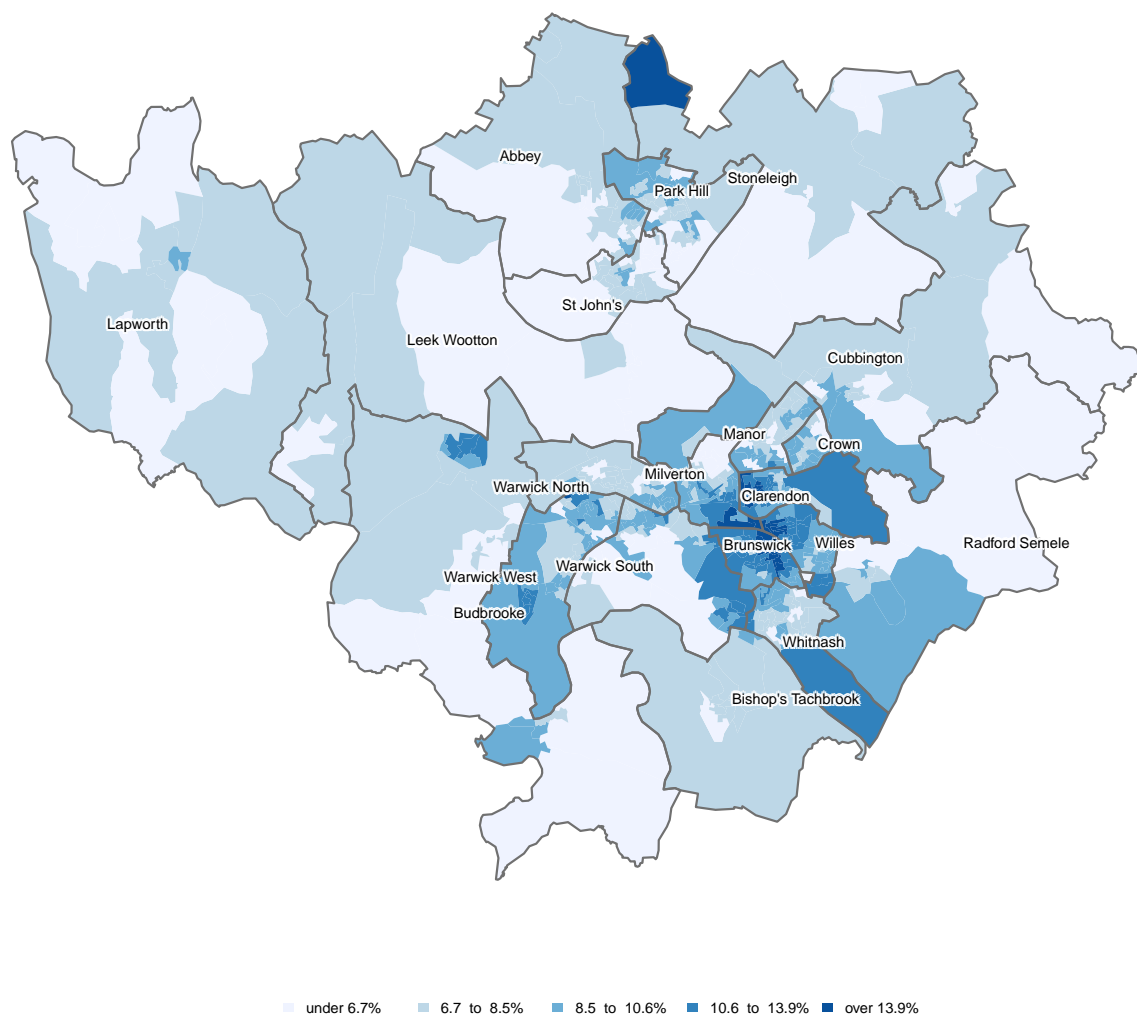 Abbey
Stoneleigh
Park Hill
St John's
Lapworth
Leek Wootton
Cubbington
Manor
Crown
Milverton
Warwick North
Clarendon
Brunswick
Willes
Radford Semele
Warwick South
Warwick West
Budbrooke
Whitnash
Bishop's Tachbrook
under 6.7% 6.7 to 8.5% 8.5 to 10.6% 10.6 to 13.9% over 13.9%